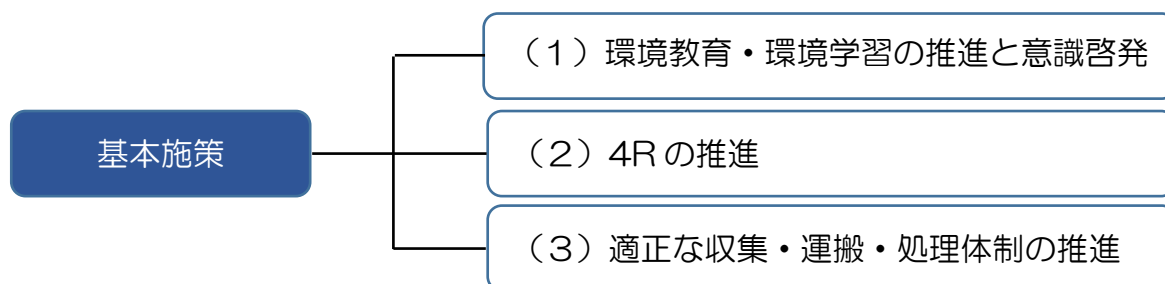 基本施策
（１）環境教育・環境学習の推進と意識啓発
（２）4Rの推進
（３）適正な収集・運搬・処理体制の推進